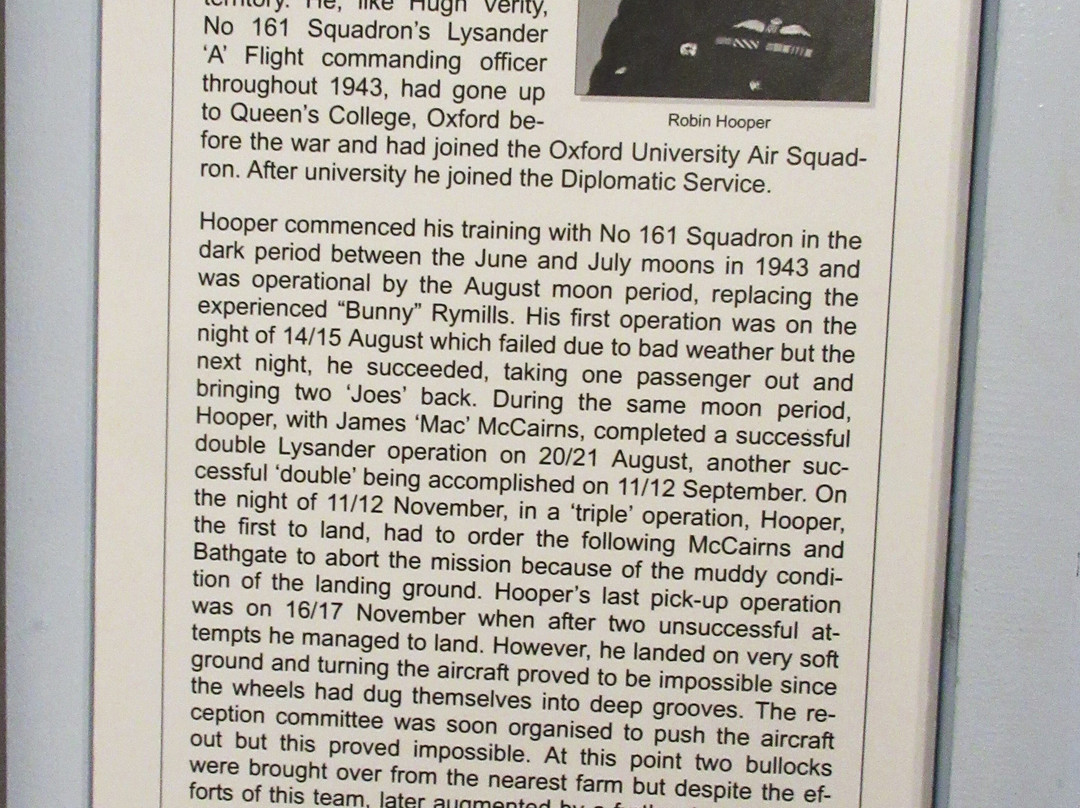 territory. He, like Hugh Verity,
No 161 Squadron's Lysander
'A' Flight commanding officer
throughout 1943, had gone up
to Queen's College, Oxford be-
fore the war and had joined the Oxford University Air Squad-
ron. After university he joined the Diplomatic Service.
Robin Hooper
Hooper commenced his training with No 161 Squadron in the
dark period between the June and July moons in 1943 and
was operational by the August moon period, replacing the
experienced “Bunny” Rymills. His first operation was on the
night of 14/15 August which failed due to bad weather but the
next night, he succeeded, taking one passenger out and
bringing two 'Joes' back. During the same moon period,
Hooper, with James 'Mac' McCairns, completed a successful
double Lysander operation on 20/21 August, another suc-
cessful 'double' being accomplished on 11/12 September. On
the night of 11/12 November, in a 'triple' operation, Hooper,
the first to land, had to order the following McCairns and
Bathgate to abort the mission because of the muddy condi-
tion of the landing ground. Hooper's last pick-up operation
was on 16/17 November when after two unsuccessful at-
tempts he managed to land. However, he landed on very soft
ground and turning the aircraft proved to be impossible since
the wheels had dug themselves into deep grooves. The re-
ception committee was soon organised to push the aircraft
out but this proved impossible. At this point two bullocks
were brought over from the nearest farm but despite the ef-
forts of this team, later augmented by a